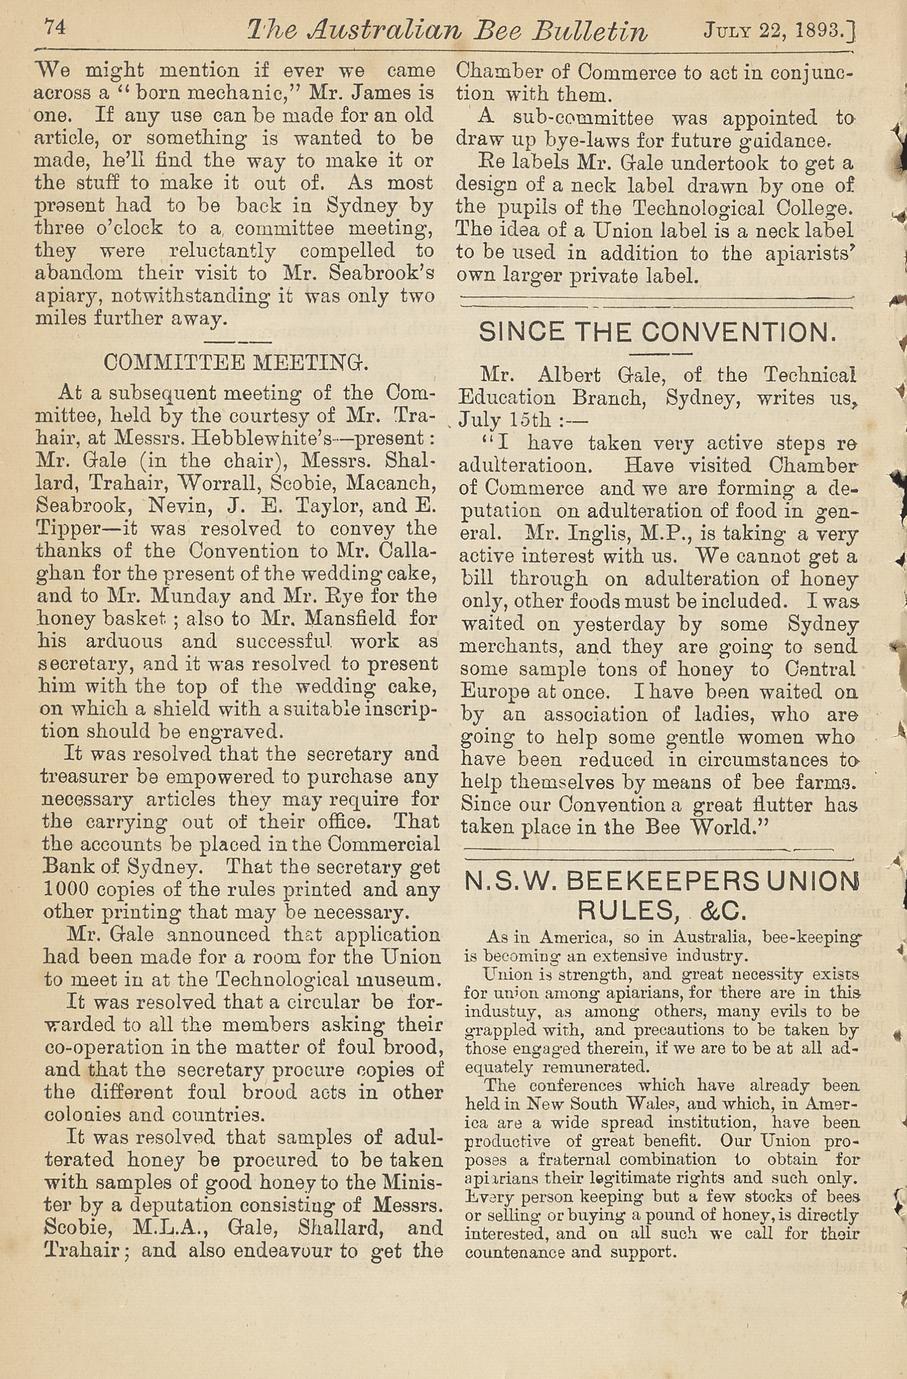 74 The Australian Bee Bulletin JULY 22, 1893.]
We might mention if ever we came
across a “born mechanic,” Mr. James is
one. If any use can be made for an old
article, or something is wanted to be
made, he’ll find the way to make it or
the stuff to make it out of. As most
present had to be back in Sydney by
three o’clock to a committee meeting,
they were reluctantly compelled to
abandom their visit to Mr. Seabrook’s
apiary, notwithstanding it was only two
miles further away.
COMMITTEE MEETING.
At a subsequent meeting of the Com-
mittee, held by the courtesy of Mr. Tra-
hair, at Messrs. Hebblewhite’s—present :
Mr. Gale (in the chair), Messrs. Shal-
lard, Trahair, Worrall, Scobie, Macanch,
Seabrook, Nevin, J. E. Taylor, and E.
Tipper—it was resolved to convey the
thanks of the Convention to Mr. Calla-
ghan for the present of the wedding cake,
and to Mr. Munday and Mr. Rye for the
honey basket ; also to Mr. Mansfield for
his arduous and successful work as
secretary, and it was resolved to present
him with the top of the wedding cake,
on which a shield with a suitable inscrip-
tion should be engraved.
It was resolved that the secretary and
treasurer be empowered to purchase any
necessary articles they may require for
the carrying out of their office. That
the accounts be placed in the Commercial
Bank of Sydney. That the secretary get
1000 copies of the rules printed and any
other printing that may be necessary.
Mr. Gale announced that application
had been made for a room for the Union
to meet in at the Technological museum.
It was resolved that a circular be for-
warded to all the members asking their
co-operation in the matter of foul brood,
and that the secretary procure copies of
the different foul brood acts in other
colonies and countries.
It was resolved that samples of adul-
terated honey be procured to be taken
with samples of good honey to the Minis-
ter by a deputation consisting of Messrs.
Scobie, M.L.A., Gale, Shallard, and
Trahair; and also endeavour to get the
Chamber of Commerce to act in conjunc-
tion with them.
A sub-committee was appointed to
draw up bye-laws for future guidance.
Re labels Mr. Gale undertook to get a
design of a neck label drawn by one of
the pupils of the Technological College.
The idea of a Union label is a neck label
to be used in addition to the apiarists’
own larger private label.
SINCE THE CONVENTION.
Mr. Albert Gale, of the Technical
Education Branch, Sydney, writes us,
July 15th :—
“I have taken very active steps re
adulteratioon. Have visited Chamber
of Commerce and we are forming a de-
putation on adulteration of food in gen-
eral. Mr. Inglis, M.P., is taking a very
active interest with us. We cannot get a
bill through on adulteration of honey
only, other foods must be included. I was
waited on yesterday by some Sydney
merchants, and they are going to send
some sample tons of honey to Central
Europe at once. I have been waited on
by an association of ladies, who are
going to help some gentle women who
have been reduced in circumstances to
help themselves by means of bee farms.
Since our Convention a great flutter has
taken place in the Bee World.”
N.S.W. BEEKEEPERS UNION
RULES, &C.
As in America, so in Australia, bee-keeping
is becoming an extensive industry.
Union is strength, and great necessity exists
for union among apiarians, for there are in this
industuy, as among others, many evils to be
grappled with, and precautions to be taken by
those engaged therein, if we are to be at all ad-
equately remunerated.
The conferences which have already been
held in New South Wales, and which, in Amer-
ica are a wide spread institution, have been
productive of great benefit. Our Union pro-
poses a fraternal combination to obtain for
apiarians their legitimate rights and such only.
Every person keeping but a few stocks of bees
or selling or buying a pound of honey, is directly
interested, and on all such we call for their
countenance and support.